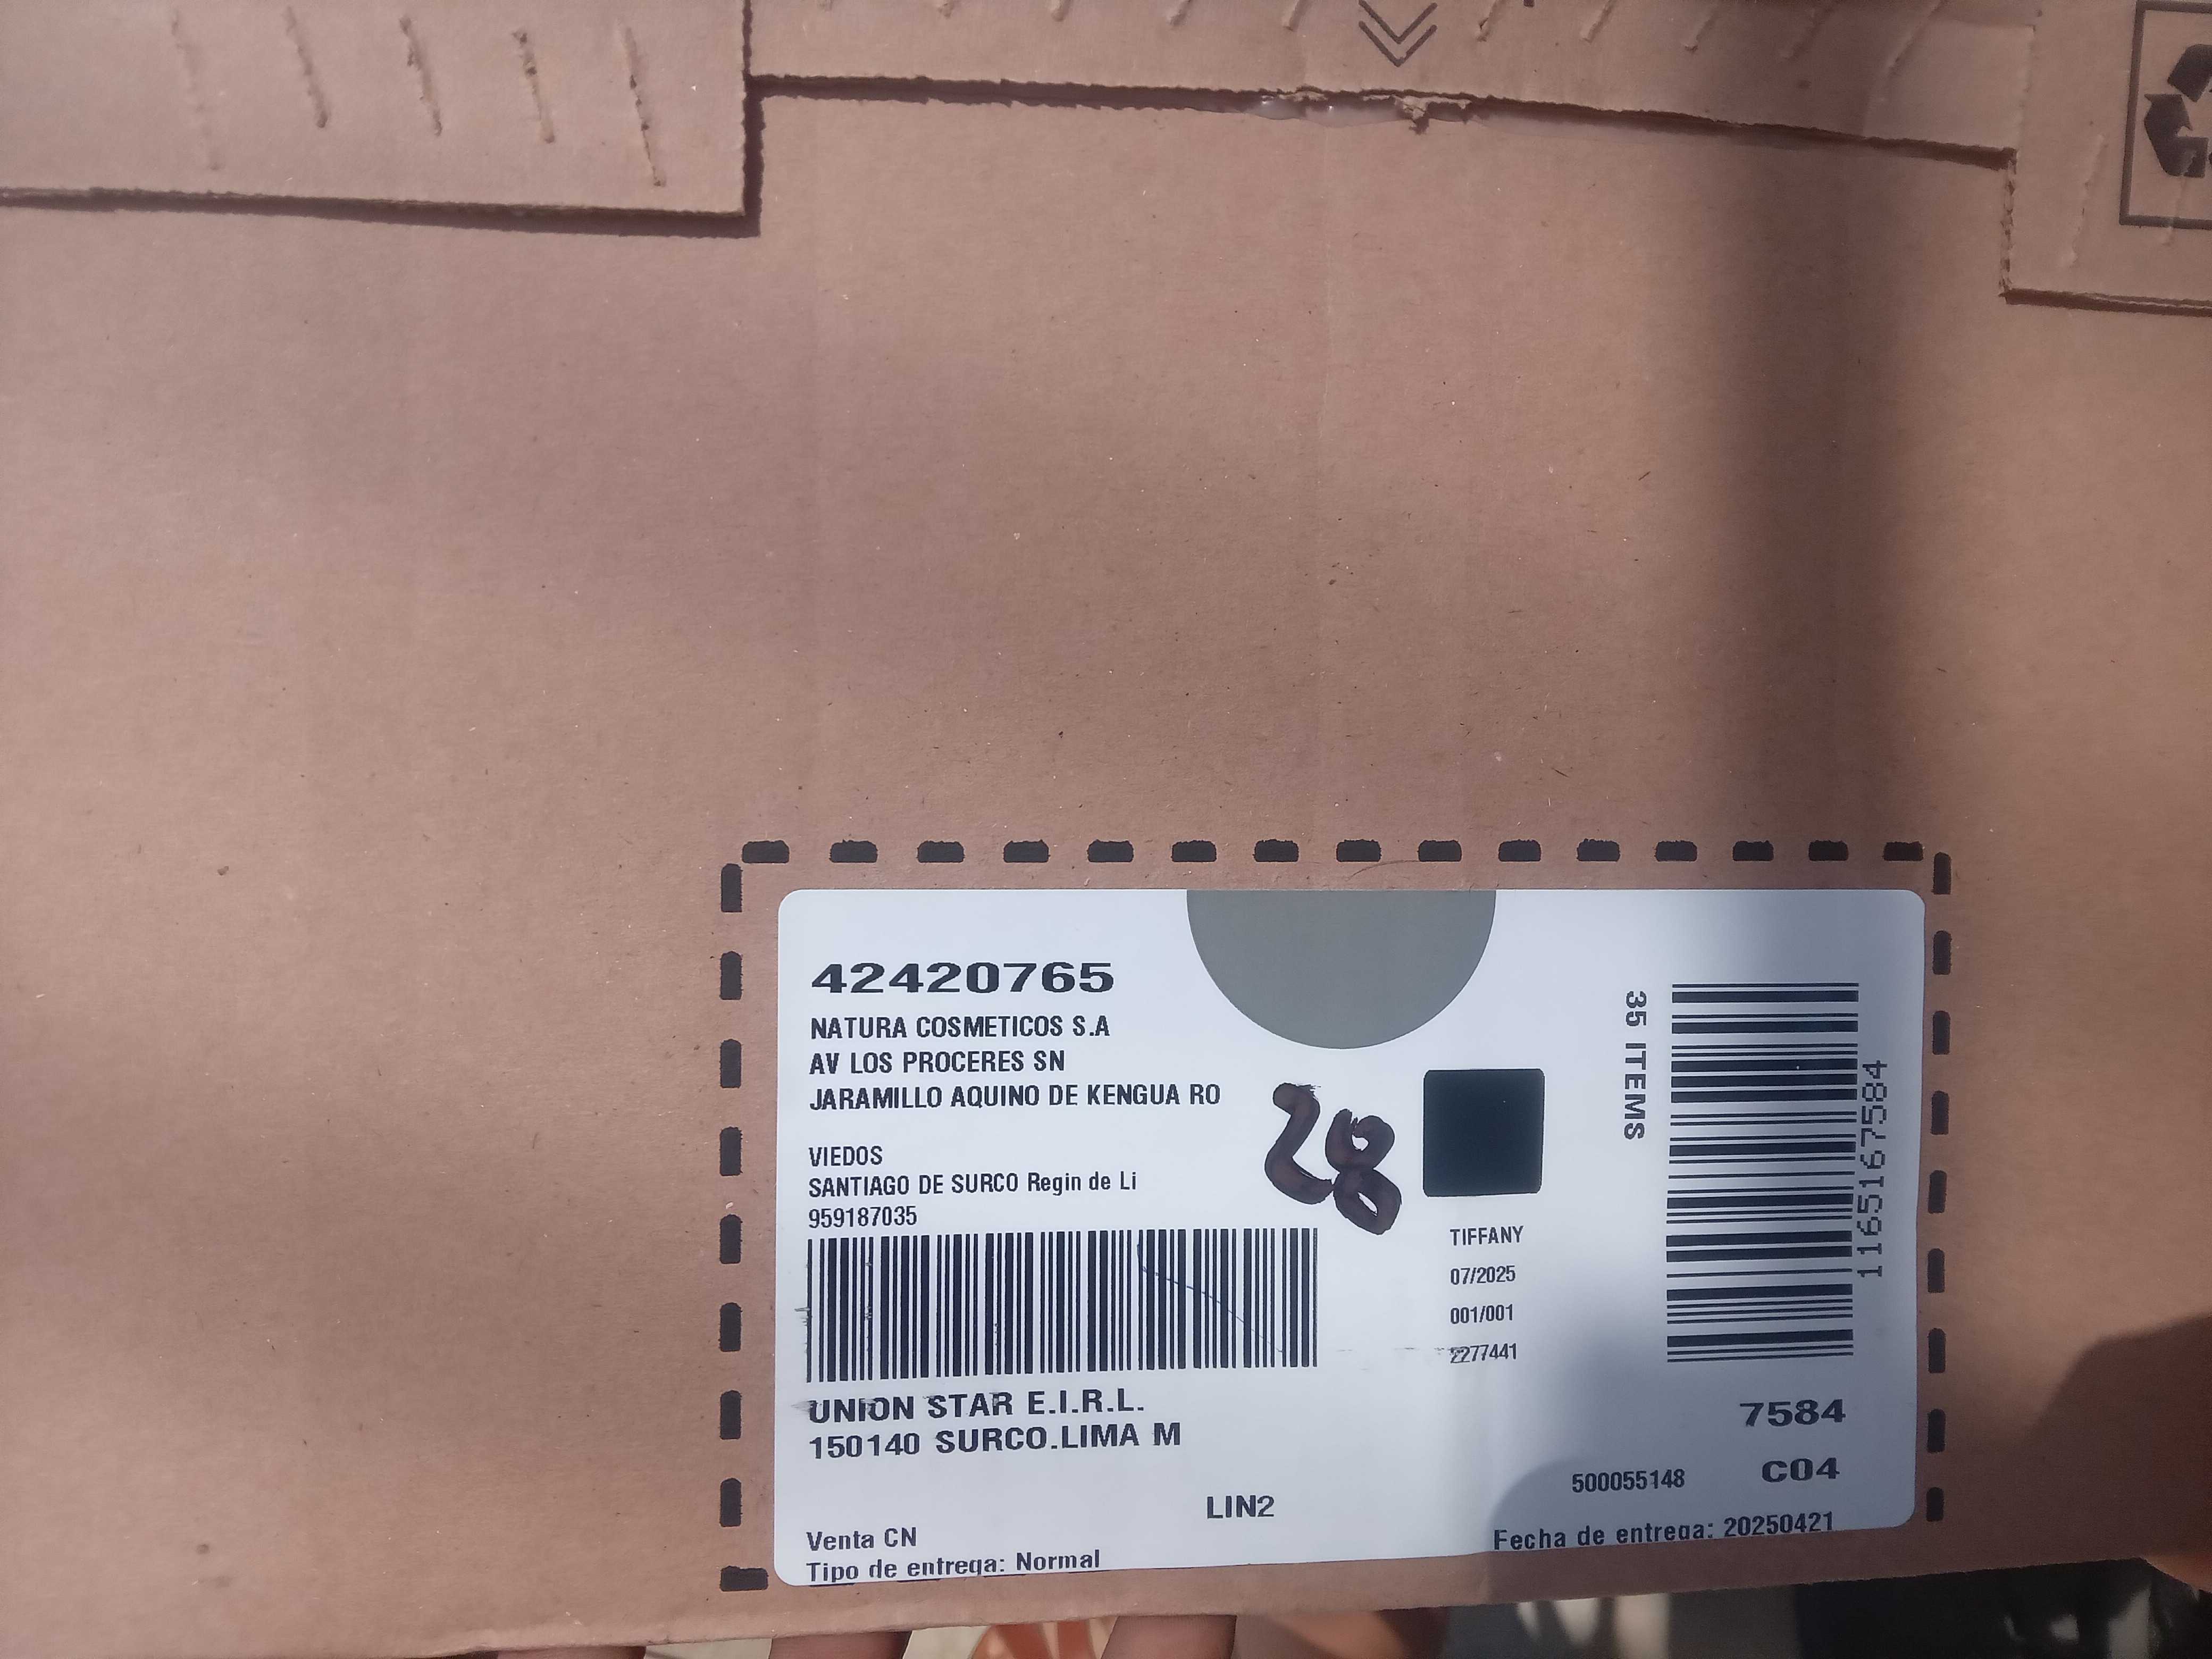 42420765
NATURA COSMETICOS S.A
AV LOS PROCERES SN
JARAMILLO AQUINO DE KENGUA RO
28
VIEDOS
SANTIAGO DE SURCO Regin de Li
959187035
35 ITEMS
1165167584
TIFFANY
07/2025
001/001
2277441
UNION STAR E.I.R.L.
150140 SURCO.LIMA M
7584
500055148 C04
LIN2
Venta CN
Fecha de entrega: 20250421
Tipo de entrega: Normal